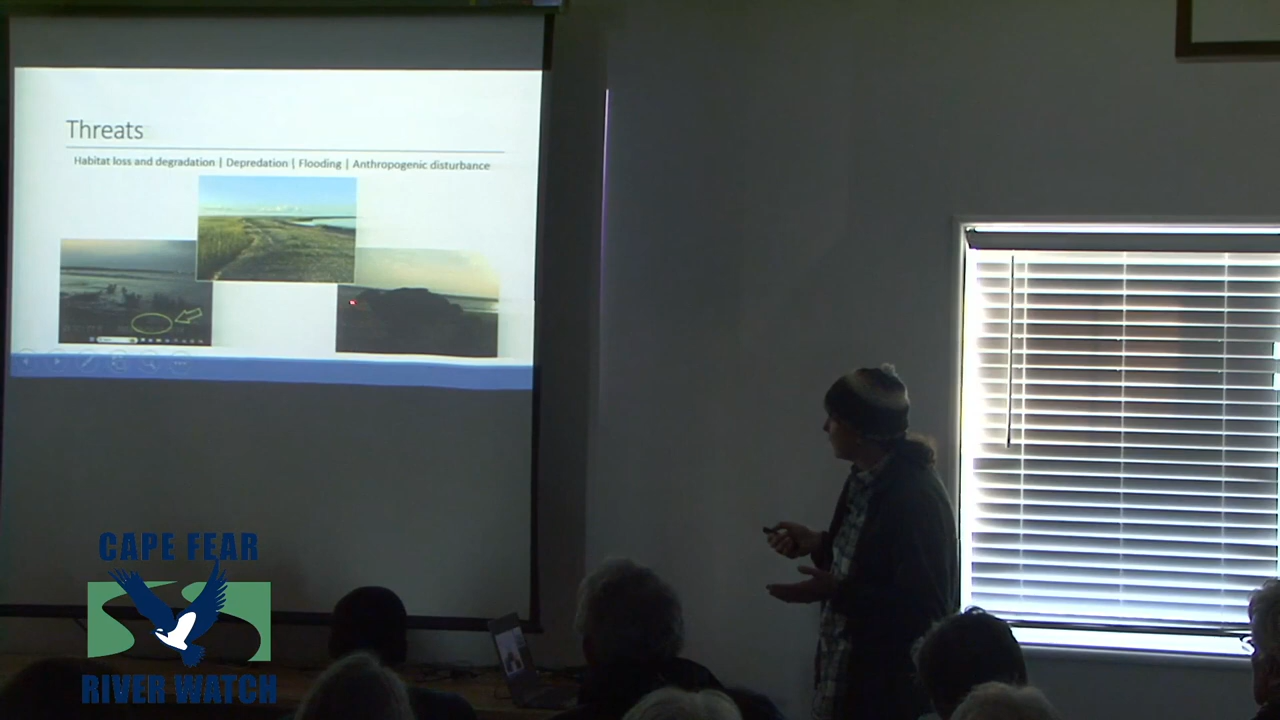 Threats
Habitat loss and degradation | Depredation | Flooding | Anthropogenic disturbance
CAPE FEAR
RIVER WATCH